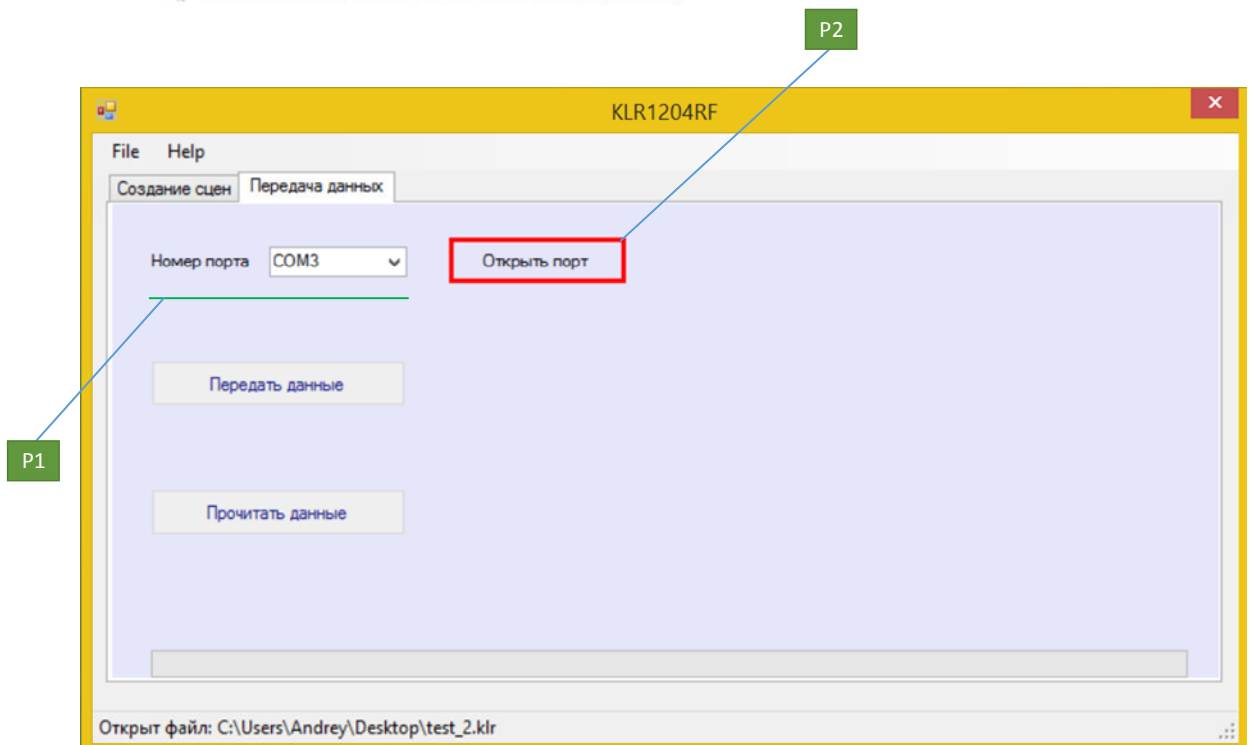 P2
KLR1204RF
File Help
Создание сцен Передача данных
Номер порта COM3 Открыть порт
Передать данные
P1
Прочитать данные
Открыт файл: C:\Users\Andrey\Desktop\test_2.klr